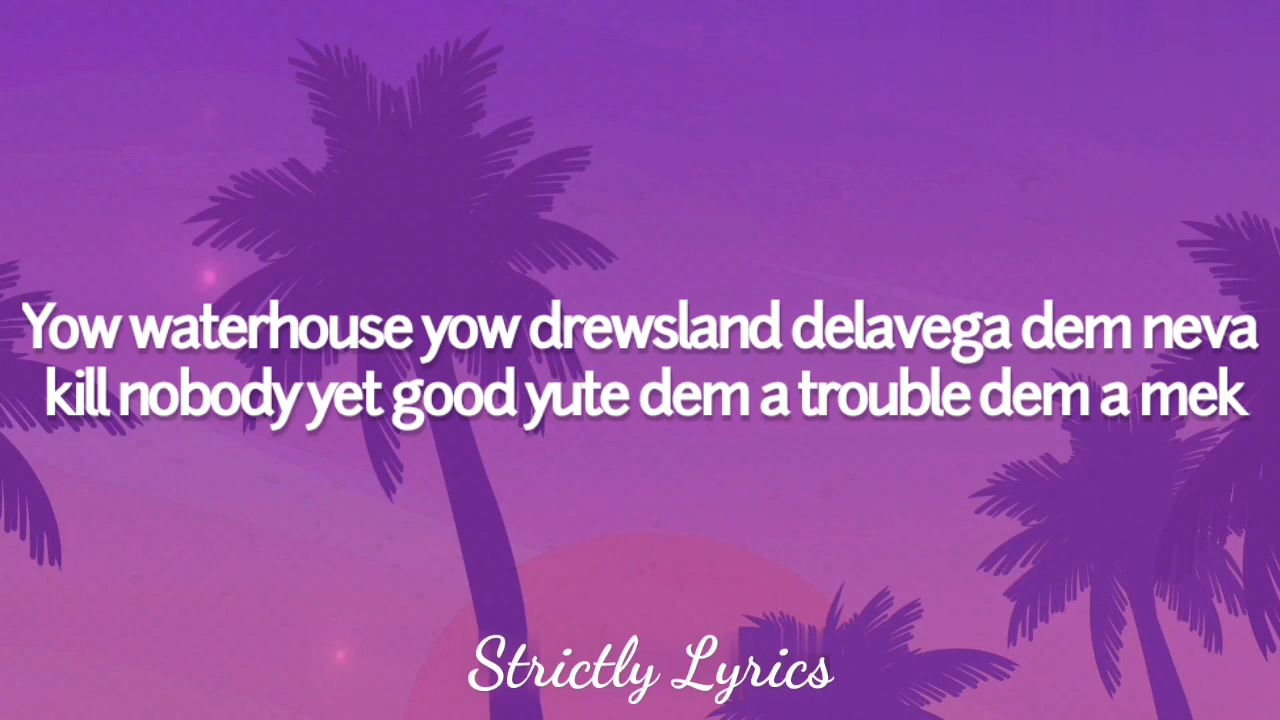 Yow waterhouse yow drewsland delavega dem neva
kill nobody yet good yute dem a trouble dem a mek
Strictly Lyrics